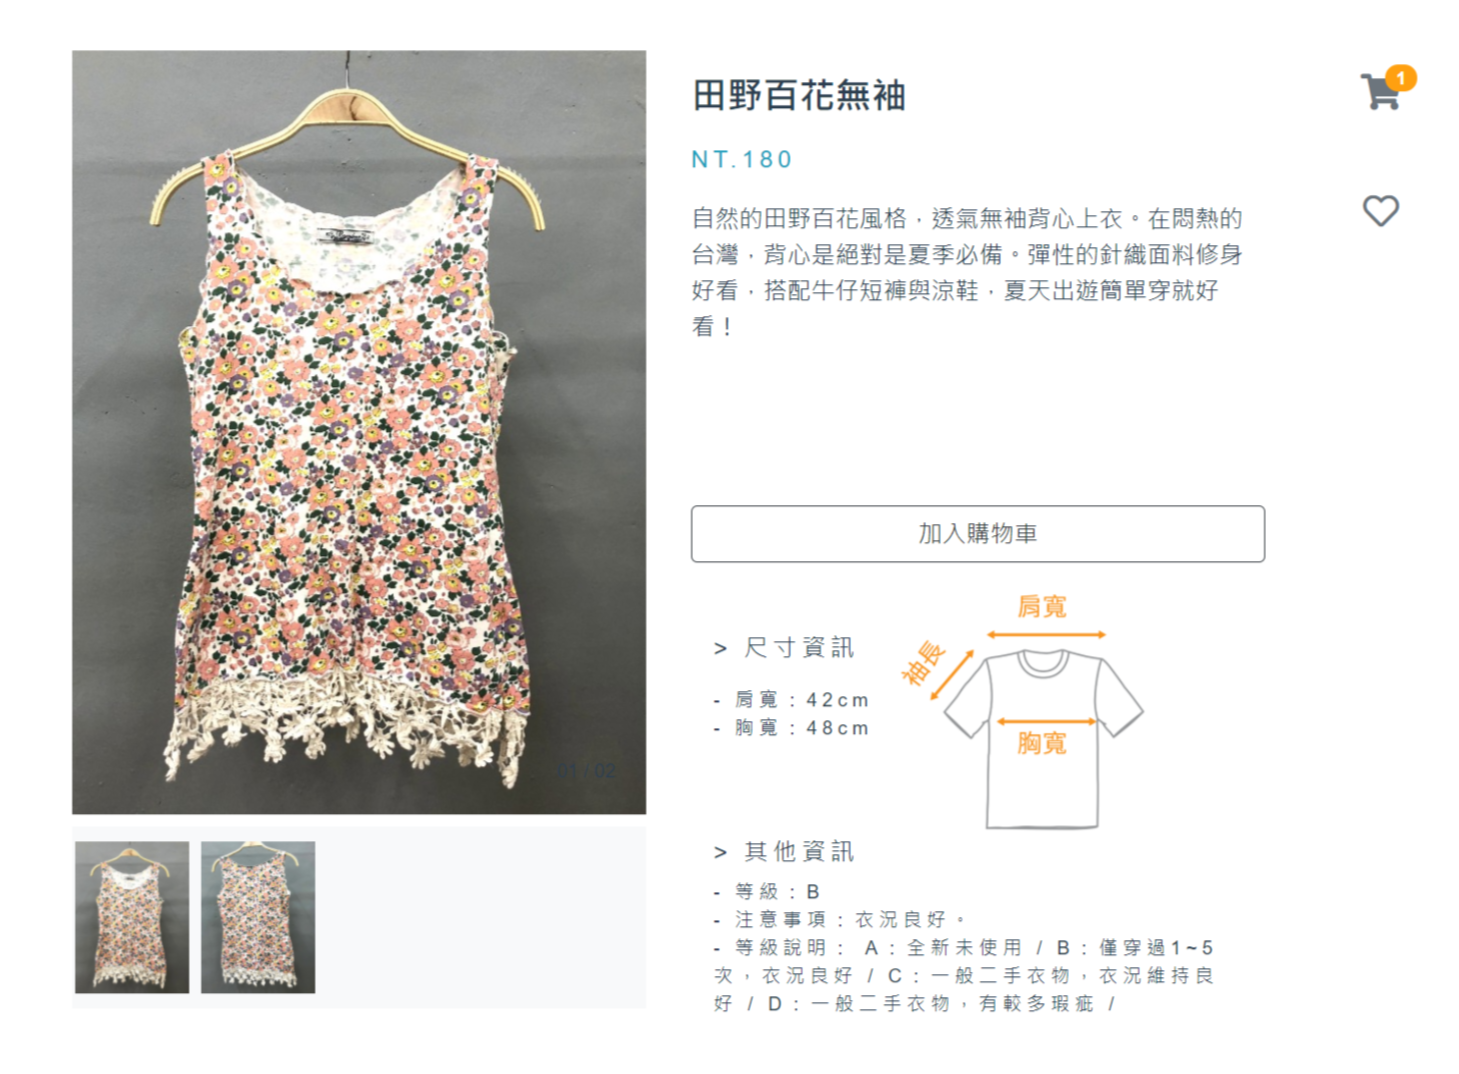 田野百花無袖
1
NT.180
自然的田野百花風格，透氣無袖背心上衣。在悶熱的
台灣，背心是絕對是夏季必備。彈性的針織面料修身
好看，搭配牛仔短褲與涼鞋，夏天出遊簡單穿就好
看！
加入購物車
> 尺寸資訊
- 肩寬：42cm
- 胸寬：48cm
肩寬
袖長
胸寬
01 / 02
> 其他資訊
- 等級：B
- 注意事項：衣況良好。
- 等級說明： A：全新未使用 / B：僅穿過1~5
次，衣況良好 / C：一般二手衣物，衣況維持良
好 / D：一般二手衣物，有較多瑕疵 /